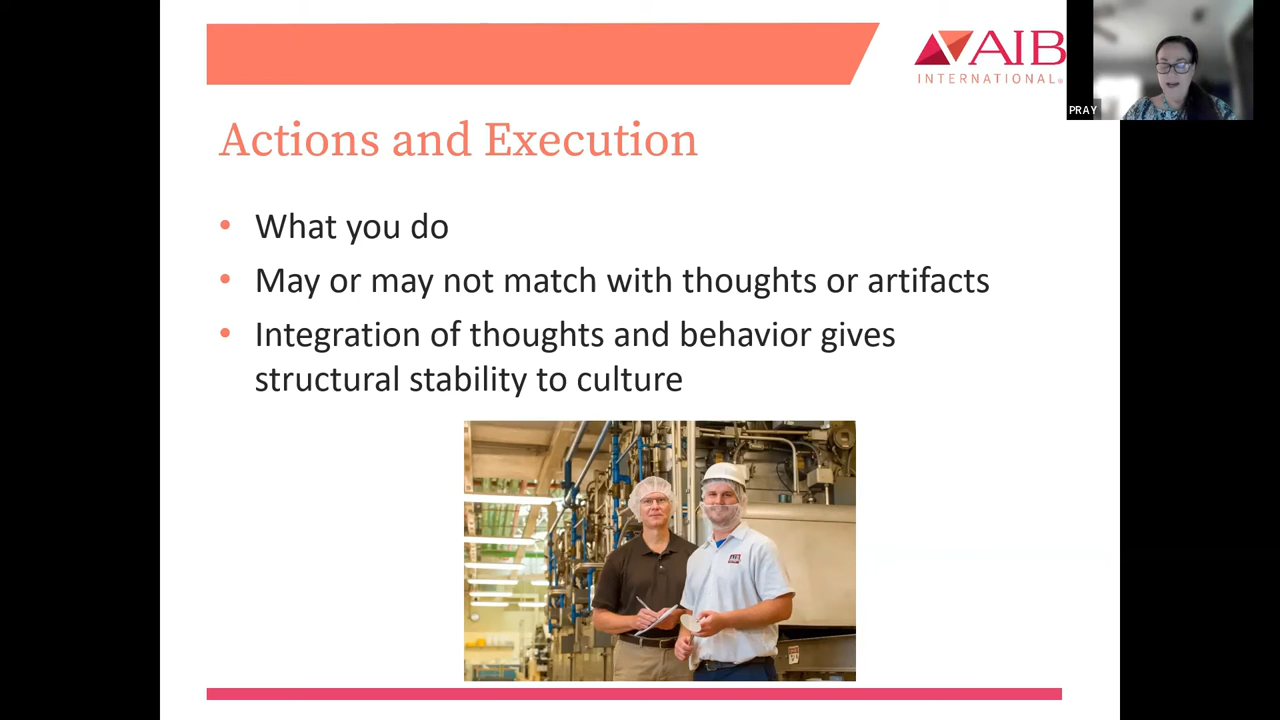 AIB
INTERNATIONAL®
PRAY
Actions and Execution
• What you do
• May or may not match with thoughts or artifacts
• Integration of thoughts and behavior gives
structural stability to culture